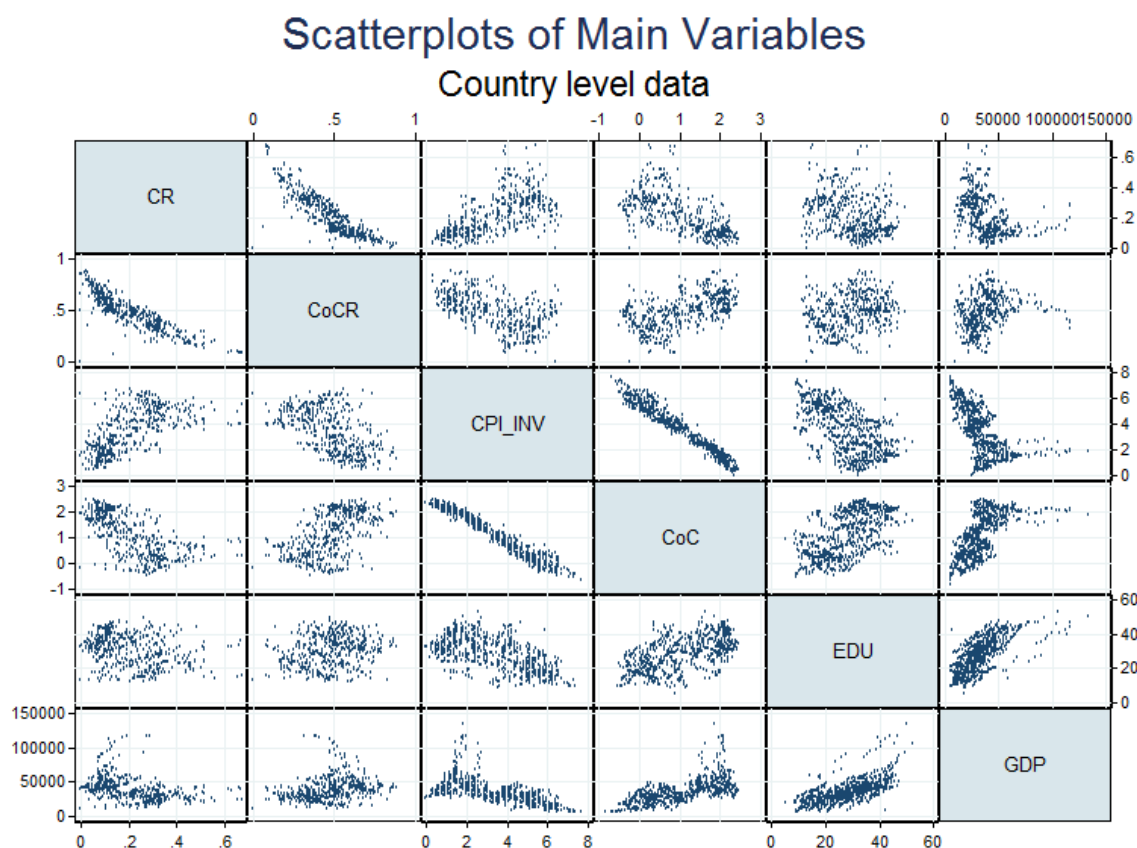 Scatterplots of Main Variables
Country level data
0 .5 1 -1 0 1 2 3 0 50000 100000 150000
CR
.6
.4
.2
0
1
.5
0
CoCR
CPI_INV
8
6
4
2
0
3
2
1
0
-1
CoC
EDU
60
40
20
0
150000
100000
50000
0
GDP
0 .2 .4 .6 0 2 4 6 8 0 20 40 60